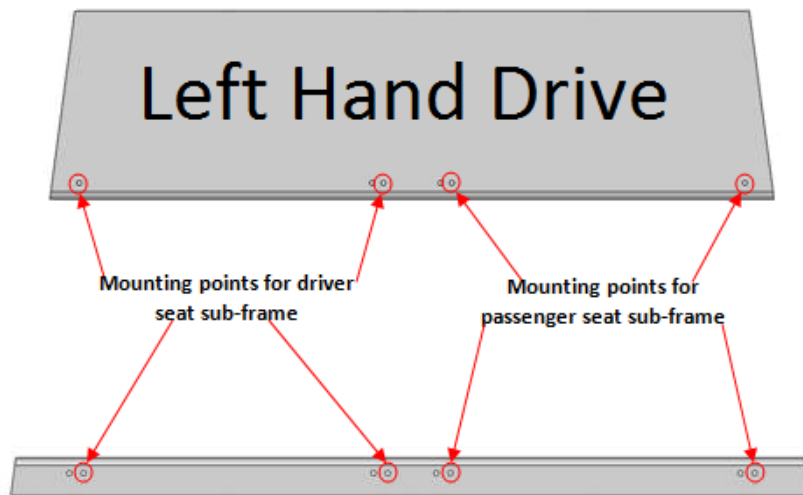 Left Hand Drive
Mounting points for driver
seat sub-frame
Mounting points for
passenger seat sub-frame